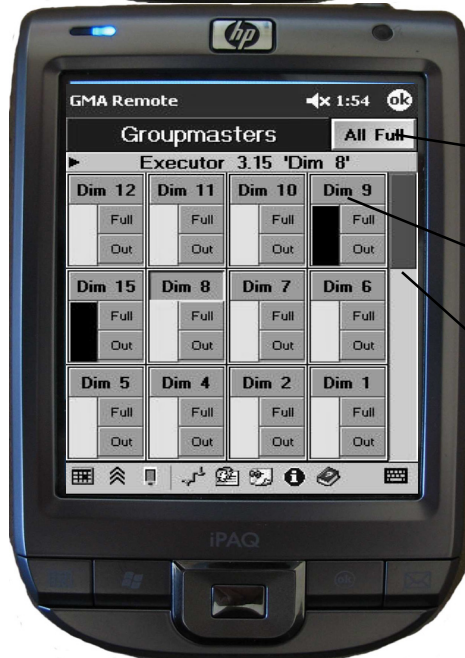 hp
GMA Remote 1:54 ok
Groupmasters All Full
Executor 3.15 'Dim 8'
Dim 12 Dim 11 Dim 10 Dim 9
Full Full Full Full
Out Out Out Out
Dim 15 Dim 8 Dim 7 Dim 6
Full Full Full Full
Out Out Out Out
Dim 5 Dim 4 Dim 2 Dim 1
Full Full Full Full
Out Out Out Out
iPAQ
ok